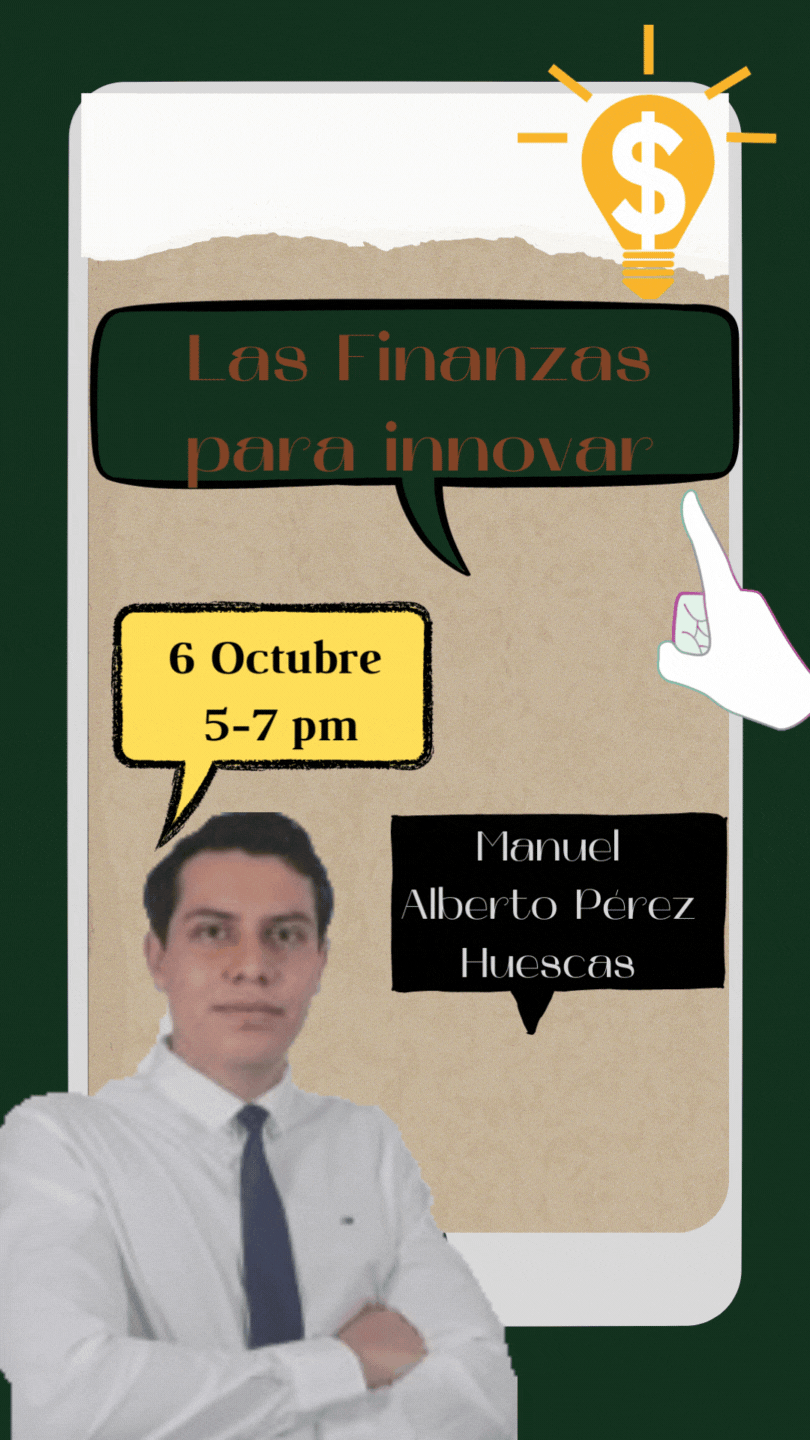 $
Las Finanzas
para innovar
6 Octubre
5-7 pm
Manuel
Alberto Pérez
Huescas